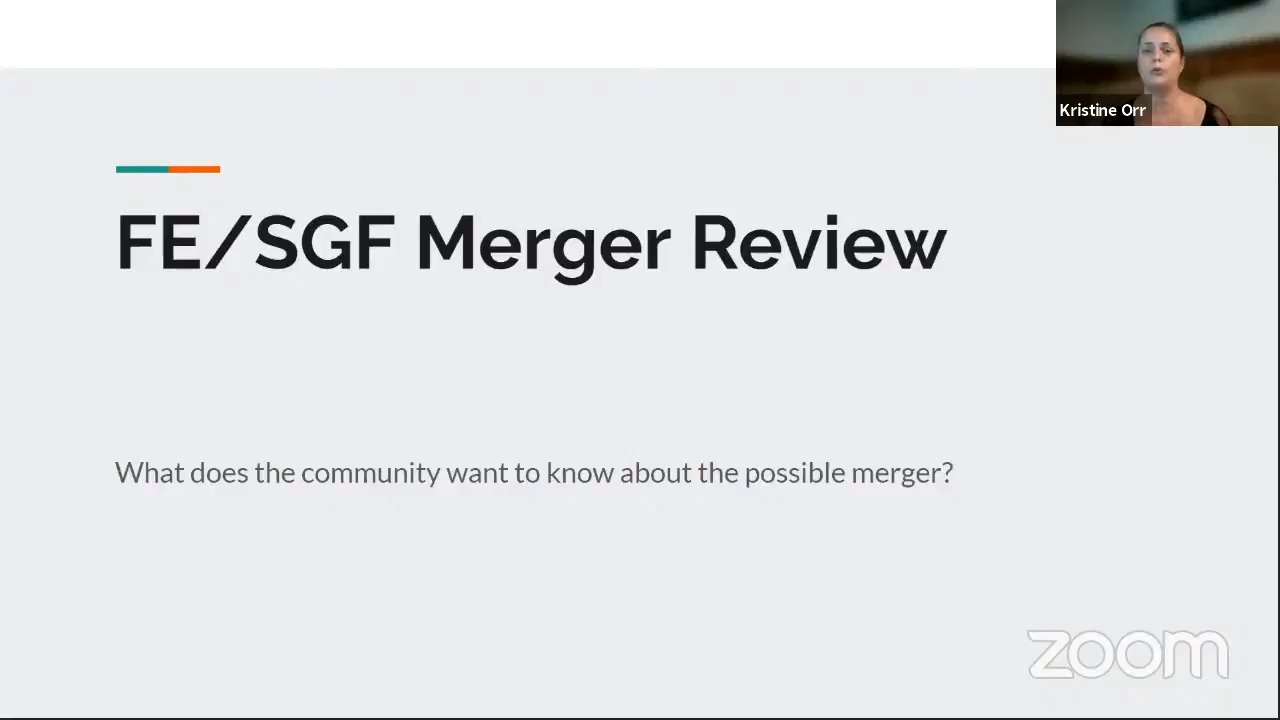 Kristine Orr
FE/SGF Merger Review
What does the community want to know about the possible merger?
zoom